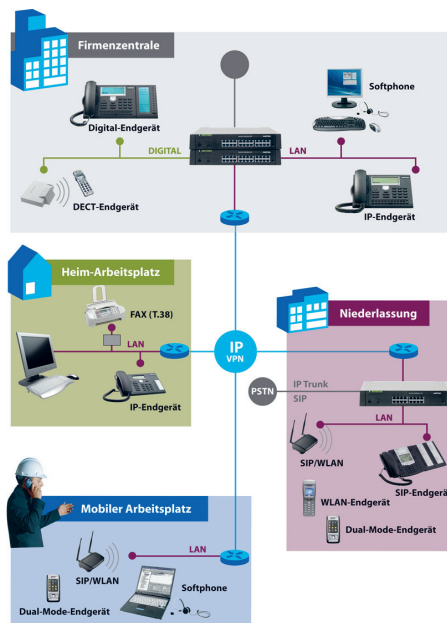 Firmenzentrale
Softphone
Digital-Endgerät
DIGITAL
LAN
DECT-Endgerät
IP-Endgerät
Heim-Arbeitsplatz
FAX (T.38)
LAN
IP-Endgerät
IP
VPN
Niederlassung
PSTN
IP Trunk
SIP
LAN
SIP/WLAN
SIP-Endgerät
WLAN-Endgerät
Dual-Mode-Endgerät
Mobiler Arbeitsplatz
LAN
SIP/WLAN
Softphone
Dual-Mode-Endgerät